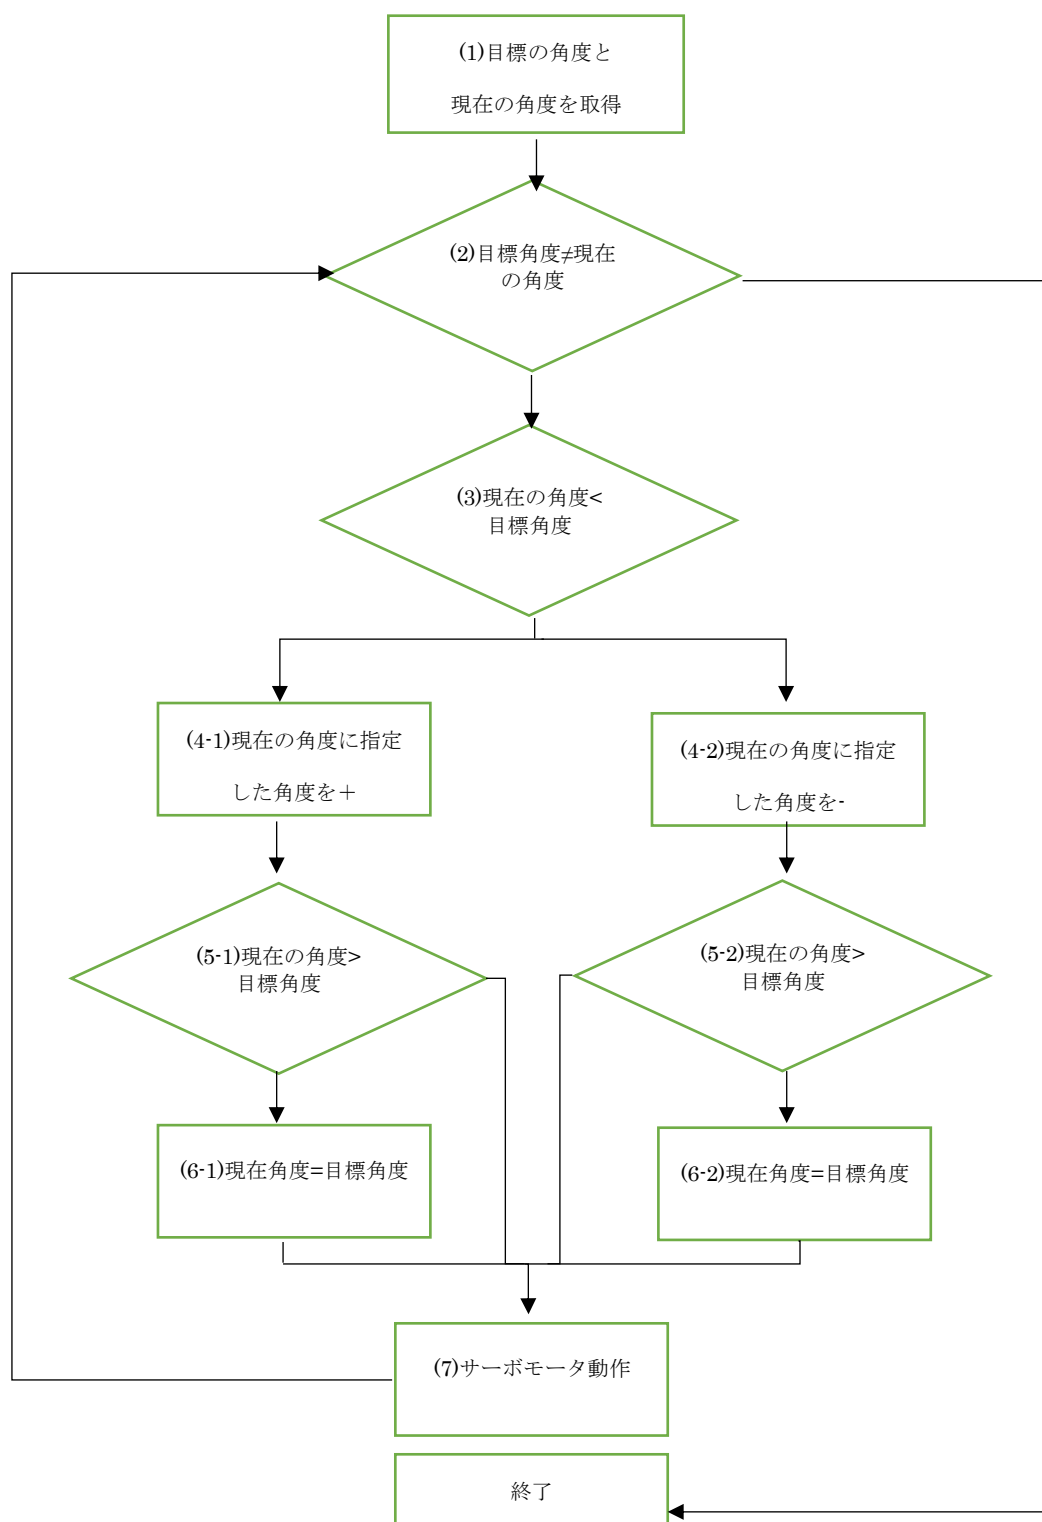 (1)目標の角度と
現在の角度を取得
(2)目標角度≠現在
の角度
(3)現在の角度<
目標角度
(4-1)現在の角度に指定
した角度を＋
(4-2)現在の角度に指定
した角度を-
(5-1)現在の角度>
目標角度
(5-2)現在の角度>
目標角度
(6-1)現在角度=目標角度
(6-2)現在角度=目標角度
(7)サーボモータ動作
終了